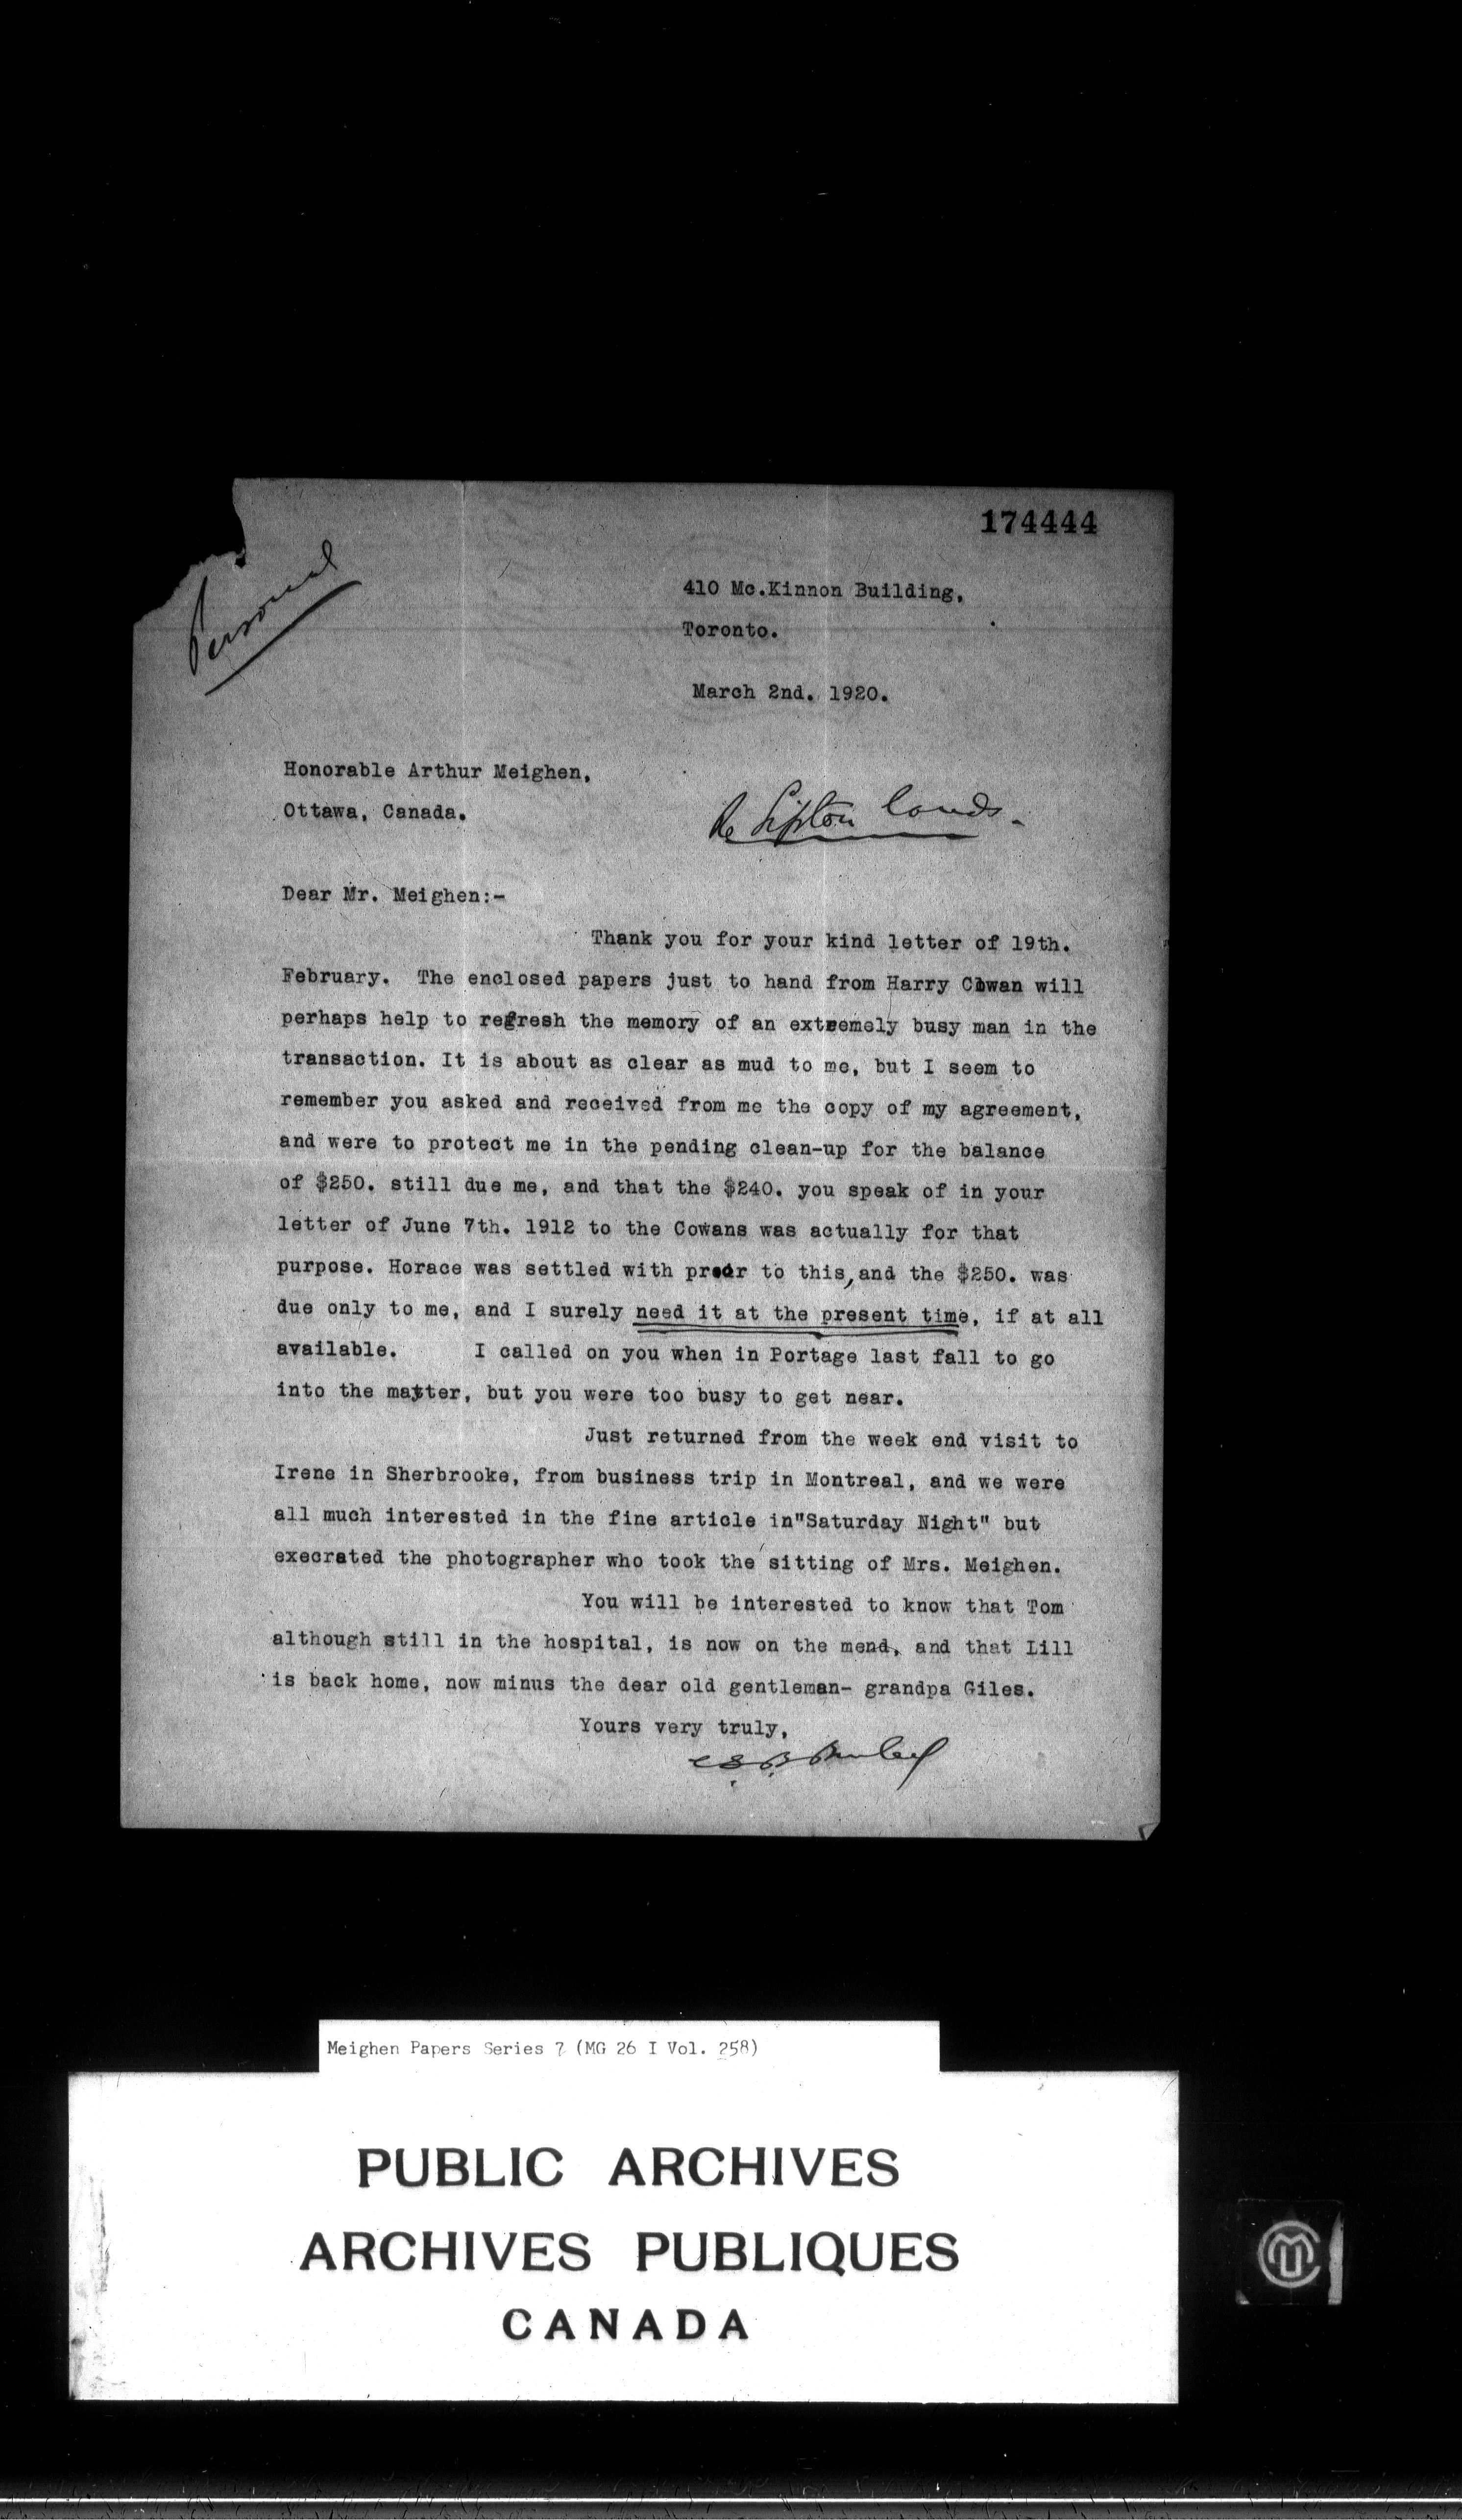 174444
Personal
410 Mc.Kinnon Building,
Toronto.
March 2nd. 1920.
Honorable Arthur Meighen,
Ottawa, Canada.
Re Lipton lands.
Dear Mr. Meighen:-
Thank you for your kind letter of 19th.
February. The enclosed papers just to hand from Harry Cowan will
perhaps help to refresh the memory of an extremely busy man in the
transaction. It is about as clear as mud to me, but I seem to
remember you asked and received from me the copy of my agreement,
and were to protect me in the pending clean-up for the balance
of $250. still due me, and that the $240. you speak of in your
letter of June 7th. 1912 to the Cowans was actually for that
purpose. Horace was settled with prior to this, and the $250. was
due only to me, and I surely need it at the present time, if at all
available. I called on you when in Portage last fall to go
into the matter, but you were too busy to get near.
Just returned from the week end visit to
Irene in Sherbrooke, from business trip in Montreal, and we were
all much interested in the fine article in"Saturday Night" but
execrated the photographer who took the sitting of Mrs. Meighen.
You will be interested to know that Tom
although still in the hospital, is now on the mend, and that Lill
is back home, now minus the dear old gentleman- grandpa Giles.
Yours very truly,
Meighen Papers Series 7 (MG 26 I Vol. 258)
PUBLIC ARCHIVES
ARCHIVES PUBLIQUES
CANADA